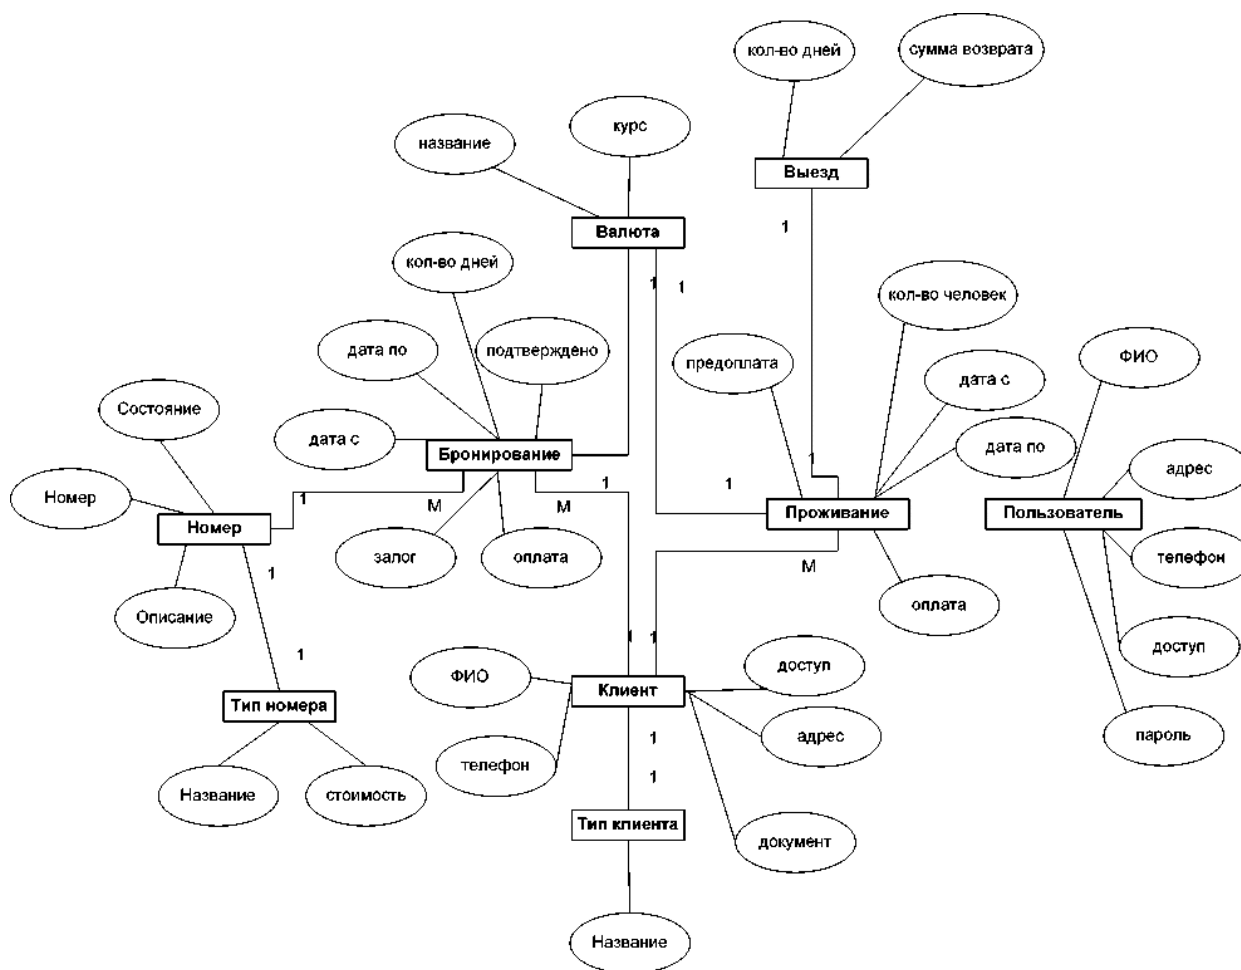 кол-во дней
сумма возврата
курс
название
Выезд
1
Валюта
кол-во дней
1
1
кол-во человек
дата по
подтверждено
предоплата
ФИО
дата с
Состояние
дата с
Бронирование
дата по
адрес
1
1
1
Номер
1
М
М
Номер
Проживание
Пользователь
залог
оплата
телефон
М
1
оплата
Описание
1
1
1
доступ
ФИО
Клиент
доступ
Тип номера
1
адрес
пароль
телефон
1
Название
стоимость
Тип клиента
документ
Название